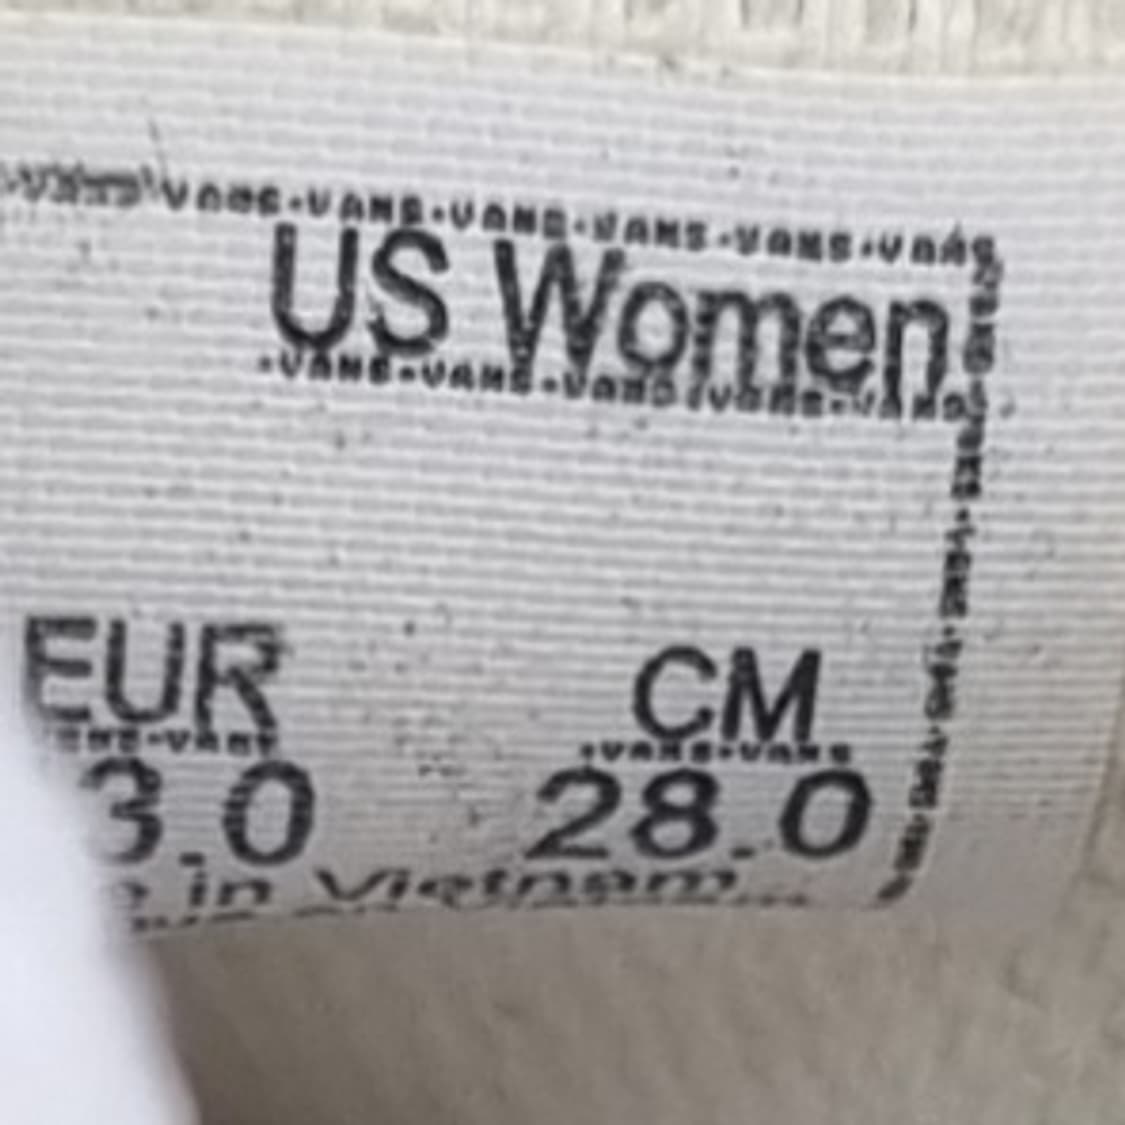 VANS·VANS·VANS·VANS·VANS·VANS
US Women
·VANS·VANS·VANS·VANS·VANS
EUR CM
VANS ·VANS·VANS
3.0 28.0
in Vietnam